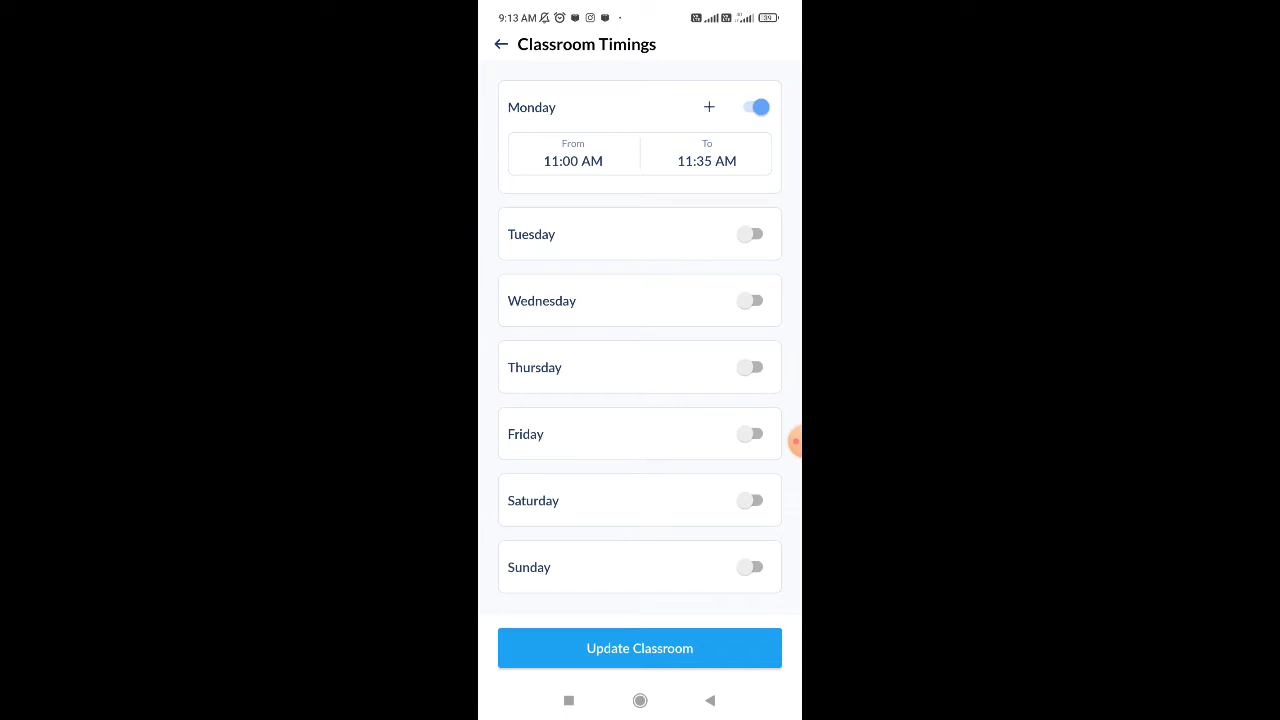 9:13 AM
39
Classroom Timings
Monday
From
To
11:00 AM
11:35 AM
Tuesday
Wednesday
Thursday
Friday
Saturday
Sunday
Update Classroom